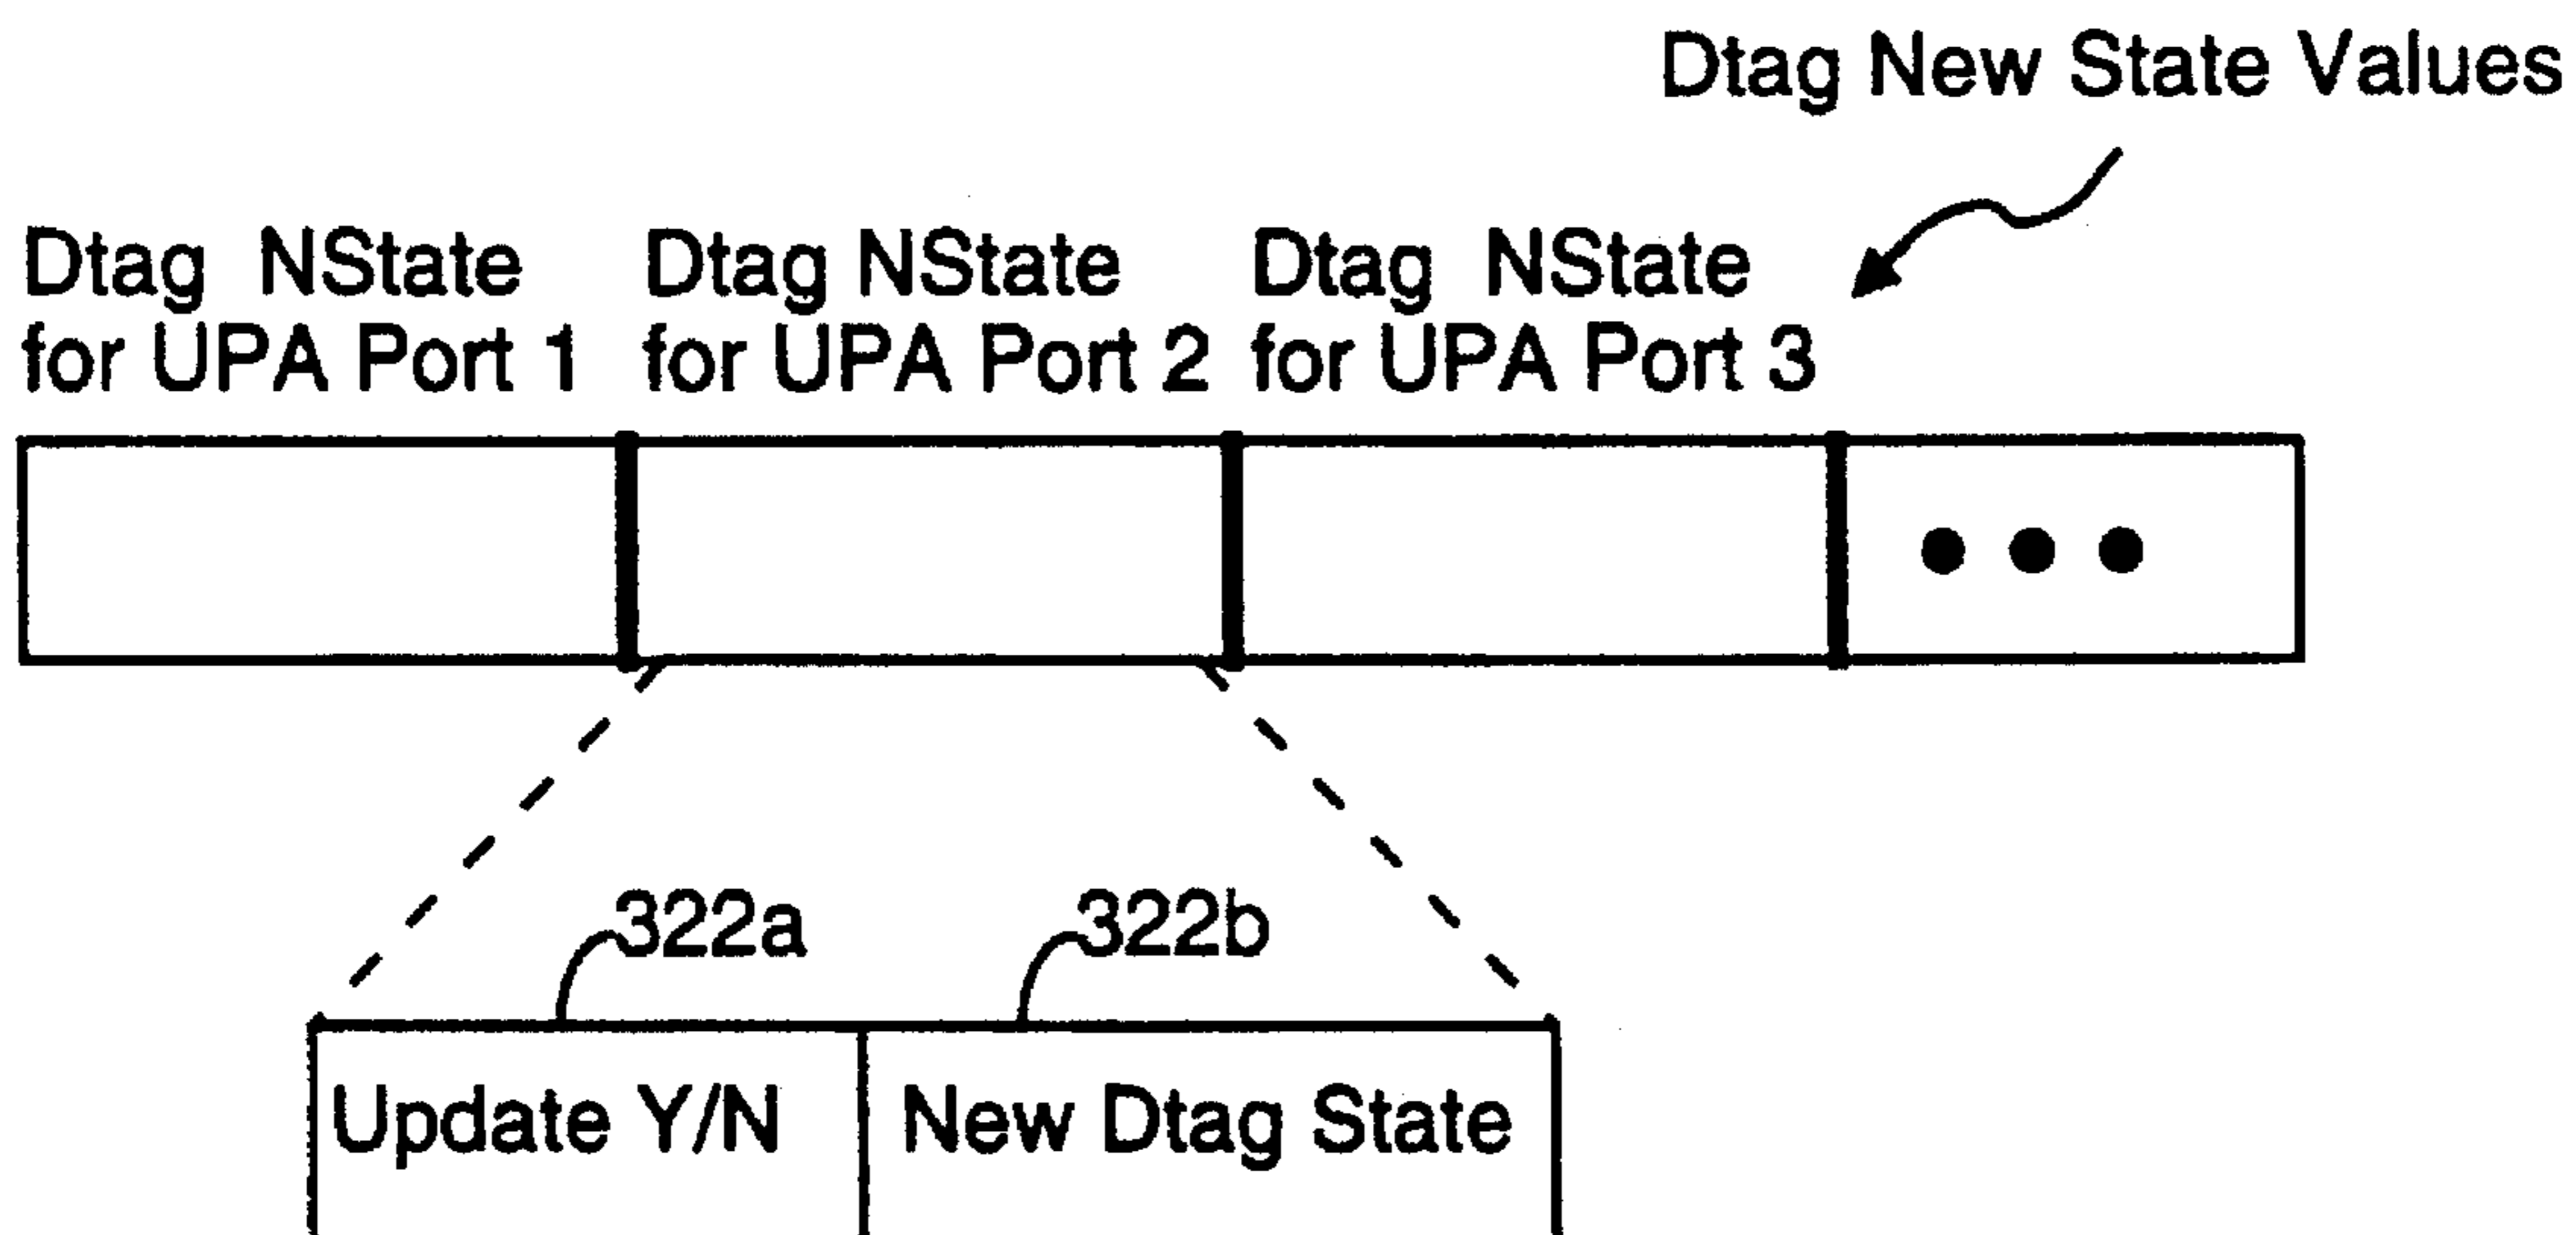 Dtag New State Values
Dtag NState
for UPA Port 1
Dtag NState
for UPA Port 2
Dtag NState
for UPA Port 3
322a
322b
Update Y/N
New Dtag State